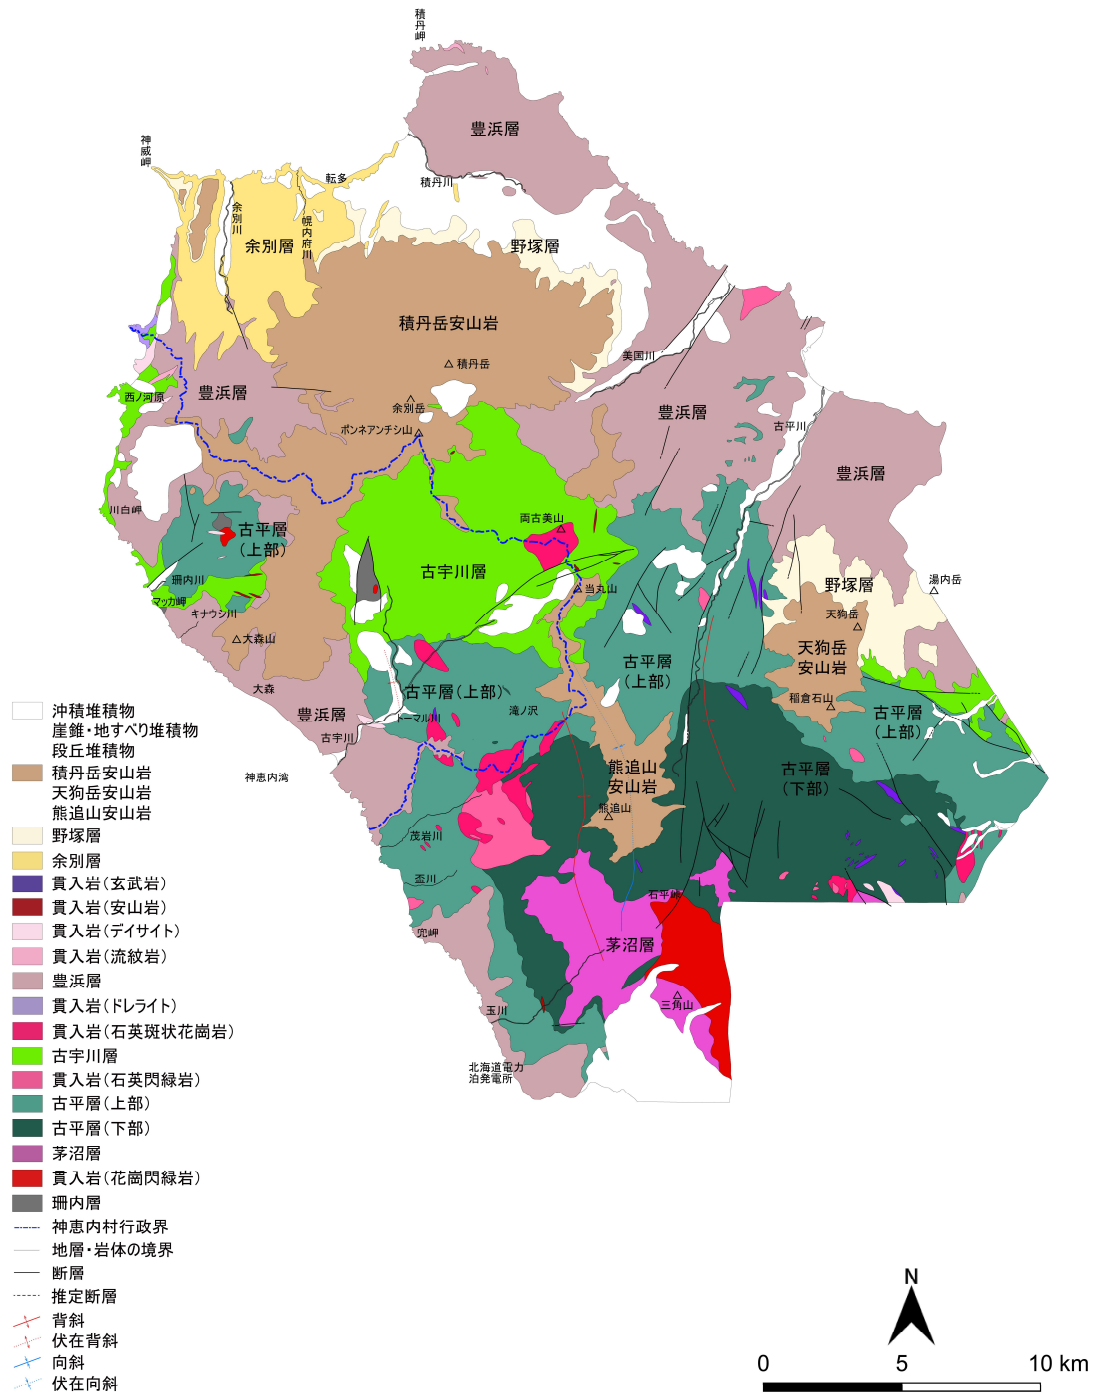 積丹岬
豊浜層
神威岬
転多
積丹川
余別川
幌内府川
余別層
野塚層
積丹岳安山岩
美国川
積丹岳
西ノ河原
豊浜層
余別岳
豊浜層
古平川
ポンネアンチシ山
豊浜層
川白岬
両古美山
古平層
(上部)
古宇川層
珊内川
当丸山
野塚層
湯内岳
マッカ岬
キナウシ川
天狗岳
大森山
天狗岳
安山岩
古平層
(上部)
大森
古平層(上部)
稲倉石山
豊浜層
トーマル川
滝ノ沢
古平層
(上部)
古宇川
神恵内湾
熊追山
安山岩
古平層
(下部)
熊追山
茂岩川
盃川
石平峠
兜岬
茅沼層
三角山
玉川
北海道電力
泊発電所
沖積堆積物
崖錐・地すべり堆積物
段丘堆積物
積丹岳安山岩
天狗岳安山岩
熊追山安山岩
野塚層
余別層
貫入岩(玄武岩)
貫入岩(安山岩)
貫入岩(デイサイト)
貫入岩(流紋岩)
豊浜層
貫入岩(ドレライト)
貫入岩(石英斑状花崗岩)
古宇川層
貫入岩(石英閃緑岩)
古平層(上部)
古平層(下部)
茅沼層
貫入岩(花崗閃緑岩)
珊内層
神恵内村行政界
地層・岩体の境界
断層
推定断層
背斜
伏在背斜
向斜
伏在向斜
N
0 5 10 km